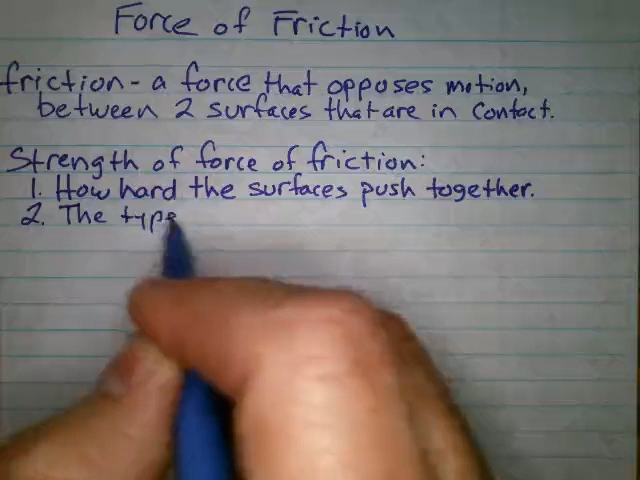 Force of Friction
friction - a force that opposes motion,
between 2 surfaces that are in contact.
Strength of force of friction:
1. How hard the surfaces push together.
2. The type